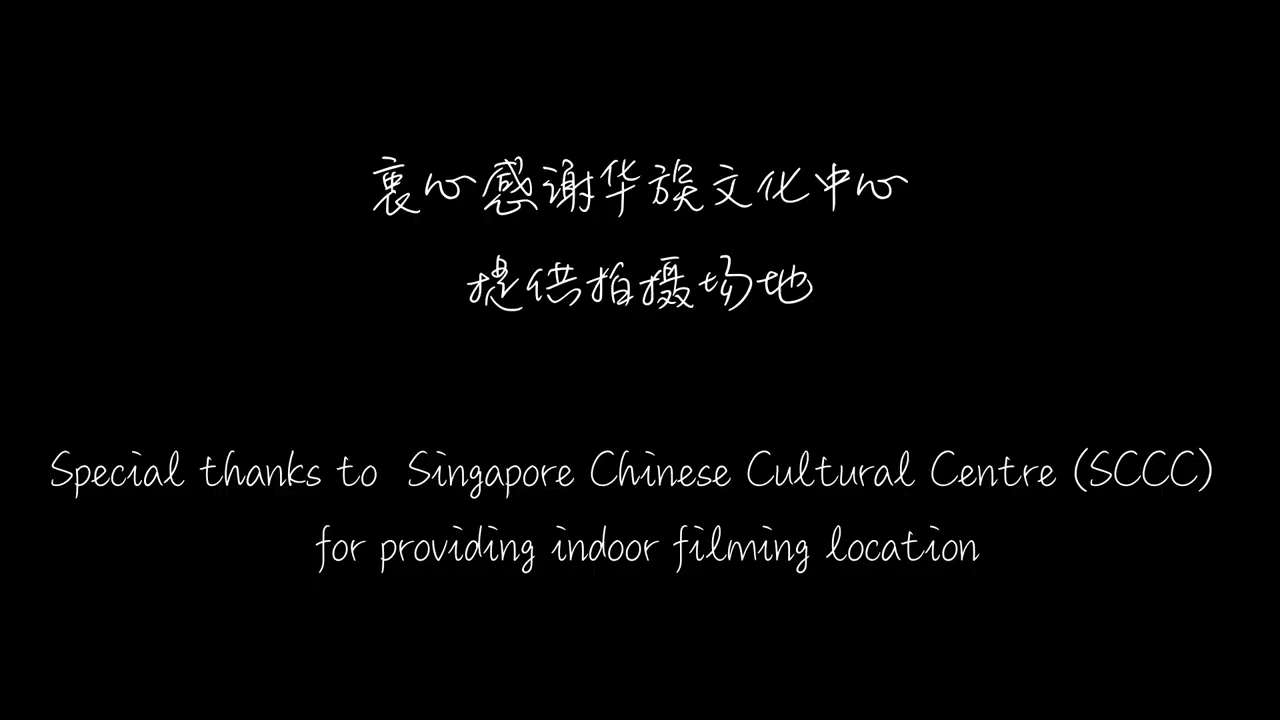 衷心感谢华族文化中心
提供拍摄场地
Special thanks to Singapore Chinese Cultural Centre (SCCC)
for providing indoor filming location